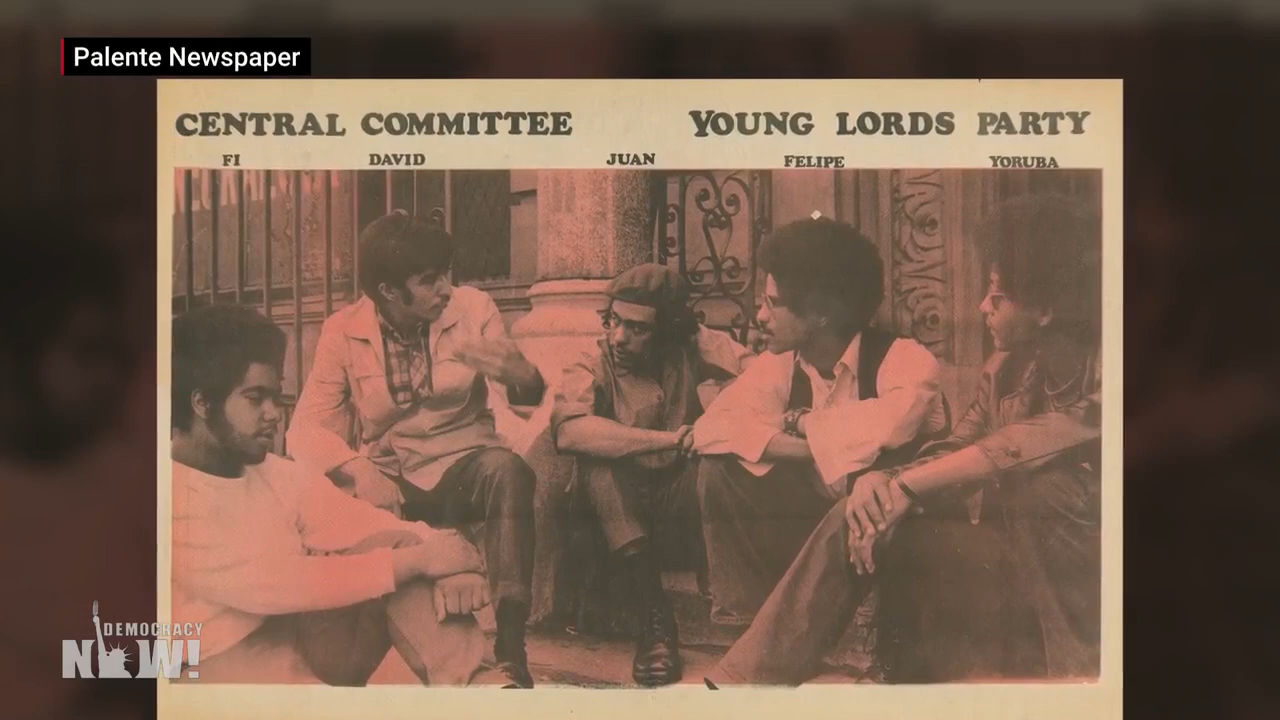 Palente Newspaper
CENTRAL COMMITTEE YOUNG LORDS PARTY
FI DAVID JUAN FELIPE YORUBA
DEMOCRACY
NOW!